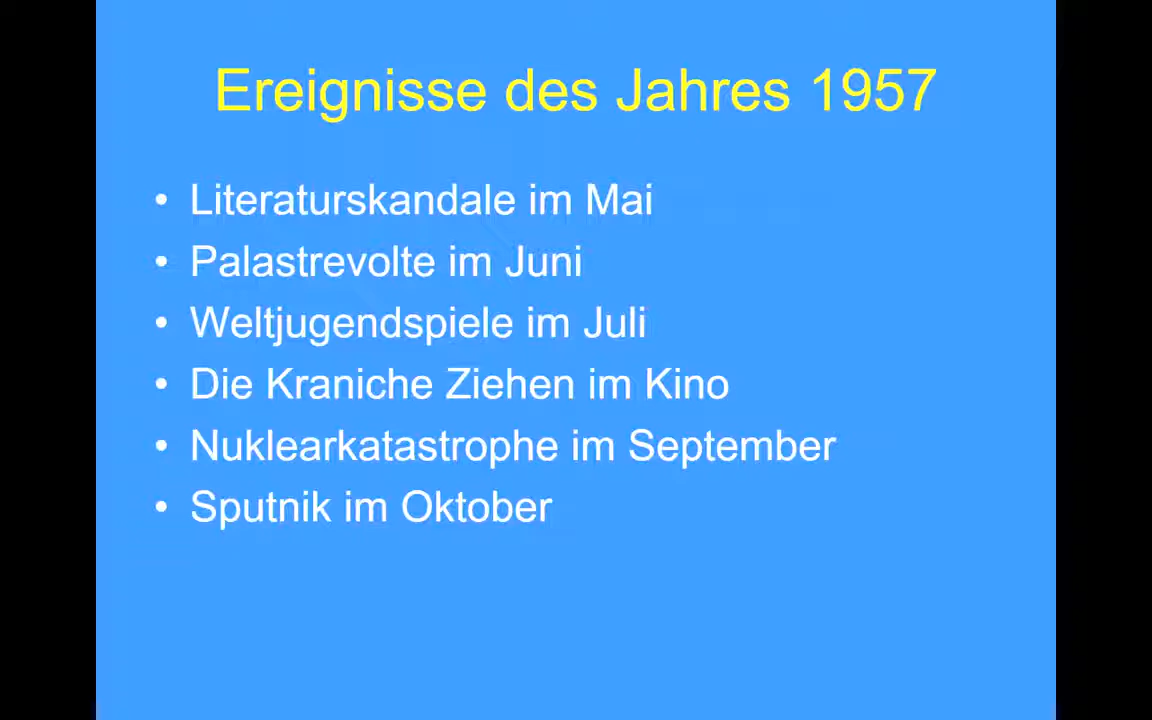 Ereignisse des Jahres 1957
• Literaturskandale im Mai
• Palastrevolte im Juni
• Weltjugendspiele im Juli
• Die Kraniche Ziehen im Kino
• Nuklearkatastrophe im September
• Sputnik im Oktober